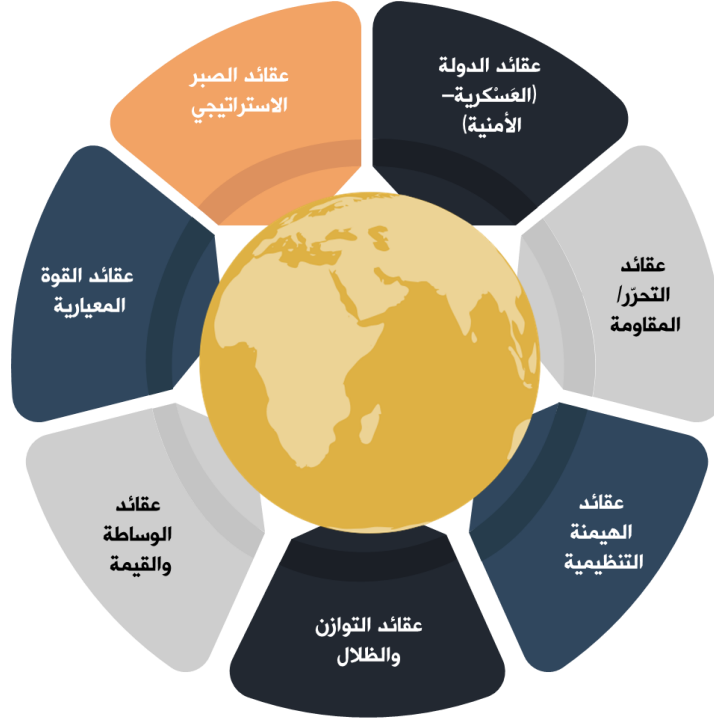 عقائد الدولة
(العَسْكرية–
الأمنية)
عقائد
التحرّر/
المقاومة
عقائد
الهيمنة
التنظيمية
عقائد التوازن
والظلال
عقائد
الوساطة
والقيمة
عقائد القوة
المعيارية
عقائد الصبر
الاستراتيجي